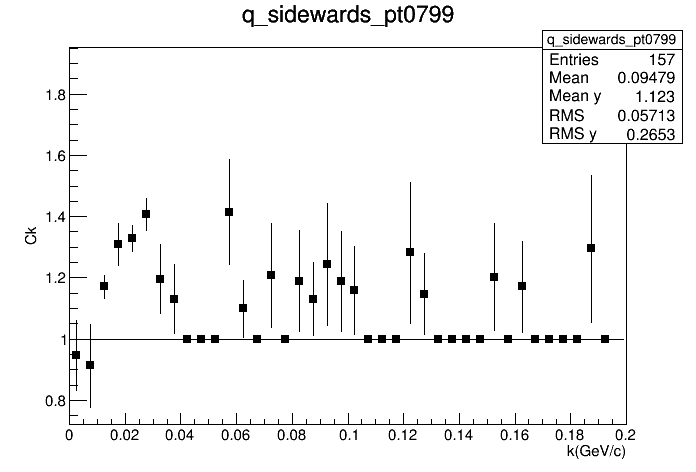 q_sidewards_pt0799
q_sidewards_pt0799
Entries 157
Mean 0.09479
Mean y 1.123
RMS 0.05713
RMS y 0.2653
Ck
1.8
1.6
1.4
1.2
1
0.8
0 0.02 0.04 0.06 0.08 0.1 0.12 0.14 0.16 0.18 0.2
k(GeV/c)